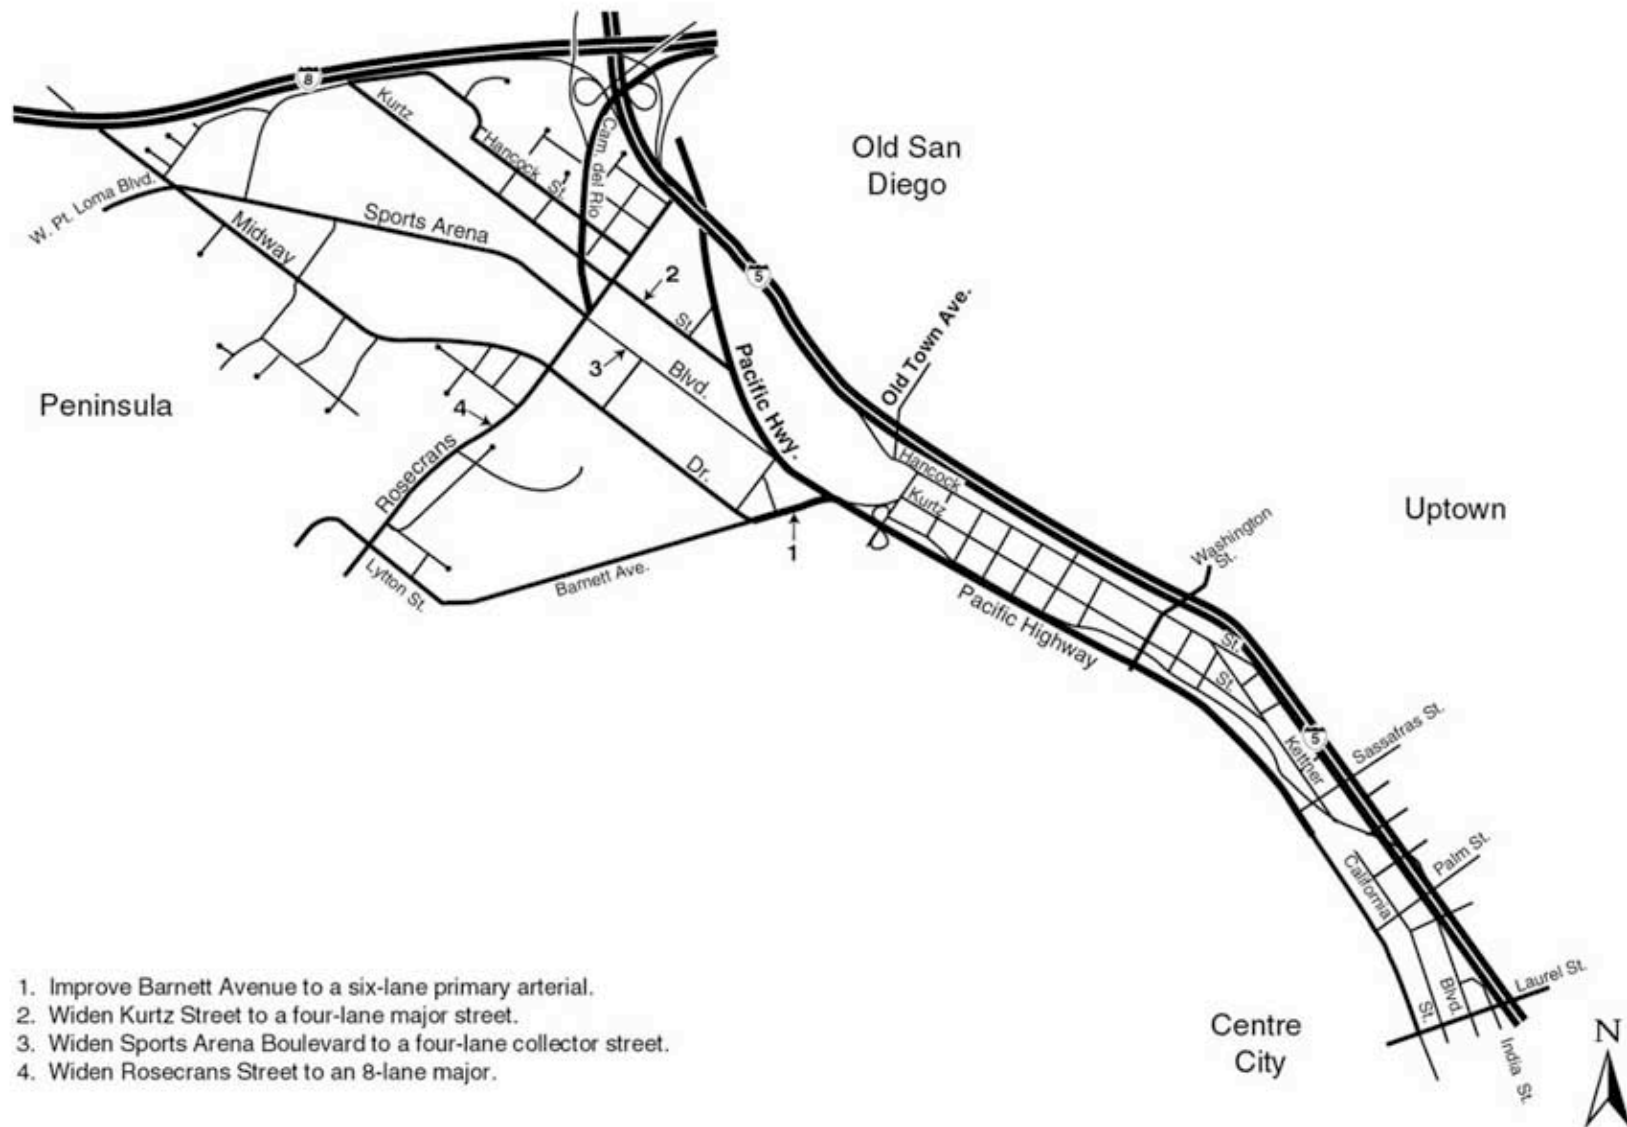 8
Kurtz
Hancock St.
Cam. del Rio
Old San
Diego
W. Pt. Loma Blvd.
Midway
Sports Arena
2
5
St.
Old Town Ave.
3
Blvd.
Pacific Hwy.
Peninsula
4
Rosecrans
Dr.
Hancock
Kurtz
Uptown
Washington
St.
1
Lytton St.
Barnett Ave.
Pacific Highway
St.
St.
5
Kettner
Sassafras St.
Palm St.
California
Laurel St.
St.
Blvd.
India St.
Centre
City
N
1. Improve Barnett Avenue to a six-lane primary arterial.
2. Widen Kurtz Street to a four-lane major street.
3. Widen Sports Arena Boulevard to a four-lane collector street.
4. Widen Rosecrans Street to an 8-lane major.